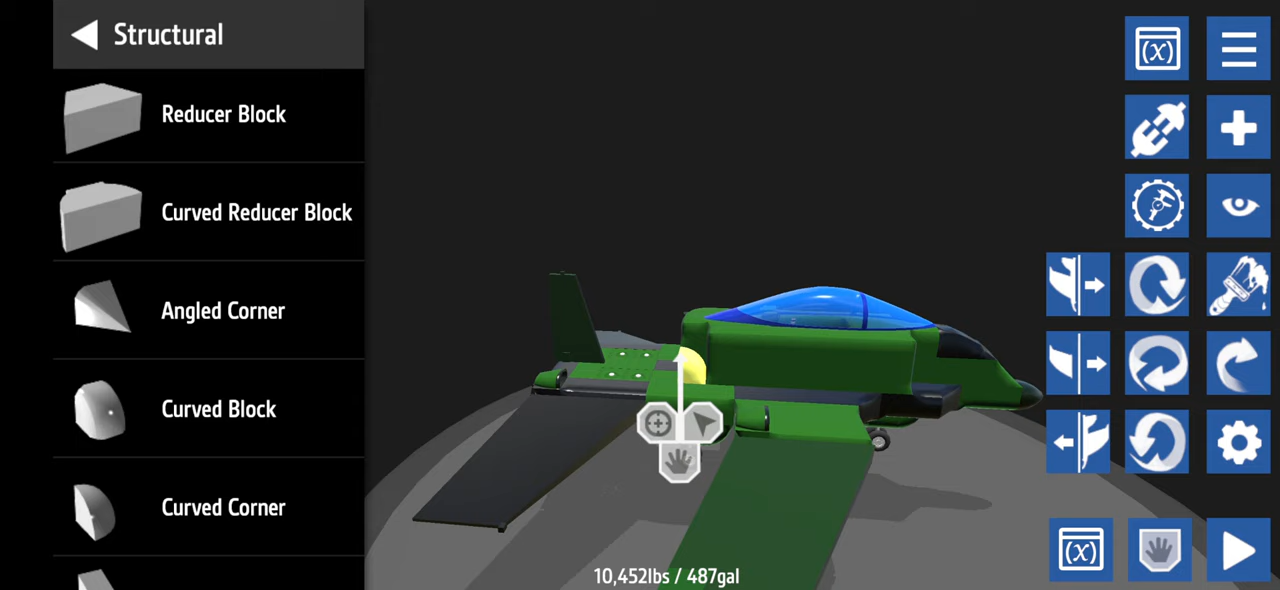 Structural
Reducer Block
Curved Reducer Block
Angled Corner
Curved Block
Curved Corner
(x)
(x)
10,452lbs / 487gal